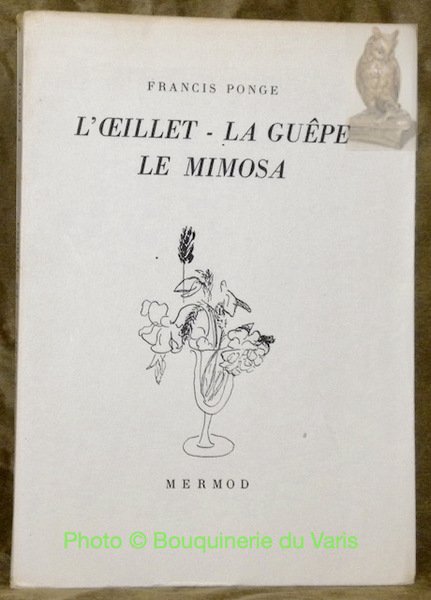 FRANCIS PONGE
L'ŒILLET - LA GUÊPE
LE MIMOSA
MERMOD
Photo © Bouquinerie du Varis